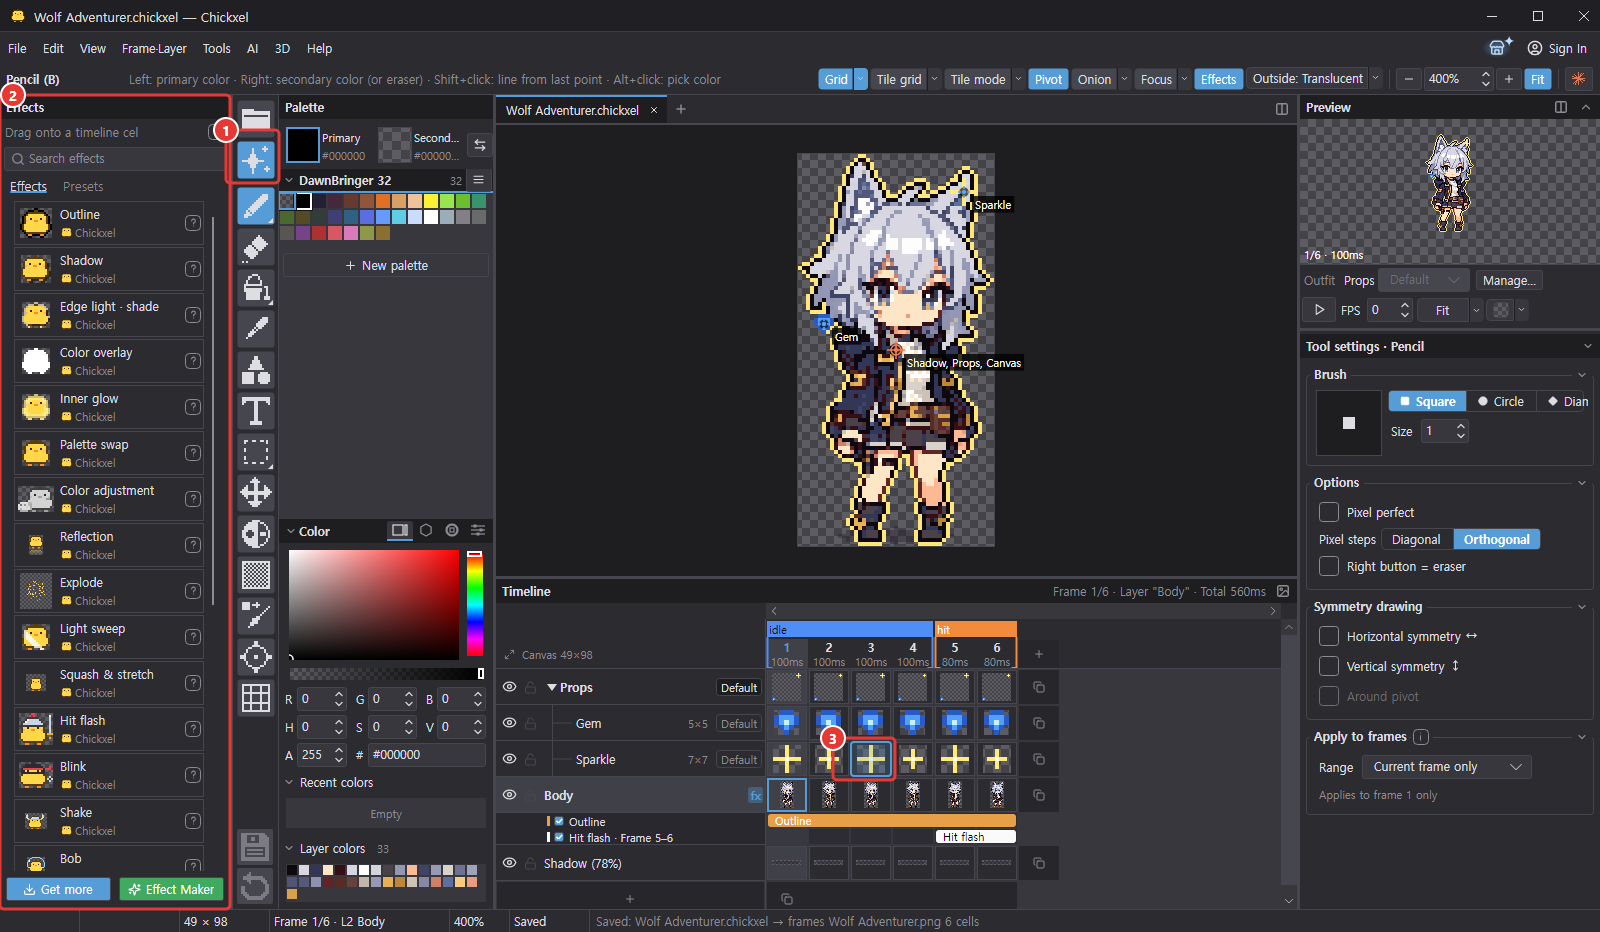 Wolf Adventurer.chickxel — Chickxel
File Edit View Frame·Layer Tools AI 3D Help Sign In
Pencil (B) Left: primary color · Right: secondary color (or eraser) · Shift+click: line from last point · Alt+click: pick color Grid Tile grid Tile mode Pivot Onion Focus Effects Outside: Translucent 400% Fit
2
Effects
Drag onto a timeline cel
1
Search effects
Effects Presets
Outline
Chickxel
?
Shadow
Chickxel
?
Edge light · shade
Chickxel
?
Color overlay
Chickxel
?
Inner glow
Chickxel
?
Palette swap
Chickxel
?
Color adjustment
Chickxel
?
Reflection
Chickxel
?
Explode
Chickxel
?
Light sweep
Chickxel
?
Squash & stretch
Chickxel
?
Hit flash
Chickxel
?
Blink
Chickxel
?
Shake
Chickxel
?
Bob
?
Get more Effect Maker
Palette
Primary
#000000
Second...
#00000...
DawnBringer 32 32
+ New palette
Color
R 0 G 0 B 0
H 0 S 0 V 0
A 255 # #000000
Recent colors
Empty
Layer colors 33
Wolf Adventurer.chickxel × +
Sparkle
Gem
Shadow, Props, Canvas
Timeline Frame 1/6 · Layer "Body" · Total 560ms
idle hit
1 2 3 4 5 6
Canvas 49×98 100ms 100ms 100ms 100ms 80ms 80ms +
Props Default
Gem 5×5 Default
3
Sparkle 7×7 Default
Body fx
Outline Outline
Hit flash · Frame 5–6 Hit flash
Shadow (78%)
+
Preview
1/6 · 100ms
Outfit Props Default Manage...
FPS 0 Fit
Tool settings · Pencil
Brush
Square Circle Dian
Size 1
Options
Pixel perfect
Pixel steps Diagonal Orthogonal
Right button = eraser
Symmetry drawing
Horizontal symmetry ↔
Vertical symmetry ↕
Around pivot
Apply to frames i
Range Current frame only
Applies to frame 1 only
49 × 98 Frame 1/6 · L2 Body 400% Saved Saved: Wolf Adventurer.chickxel → frames Wolf Adventurer.png 6 cells